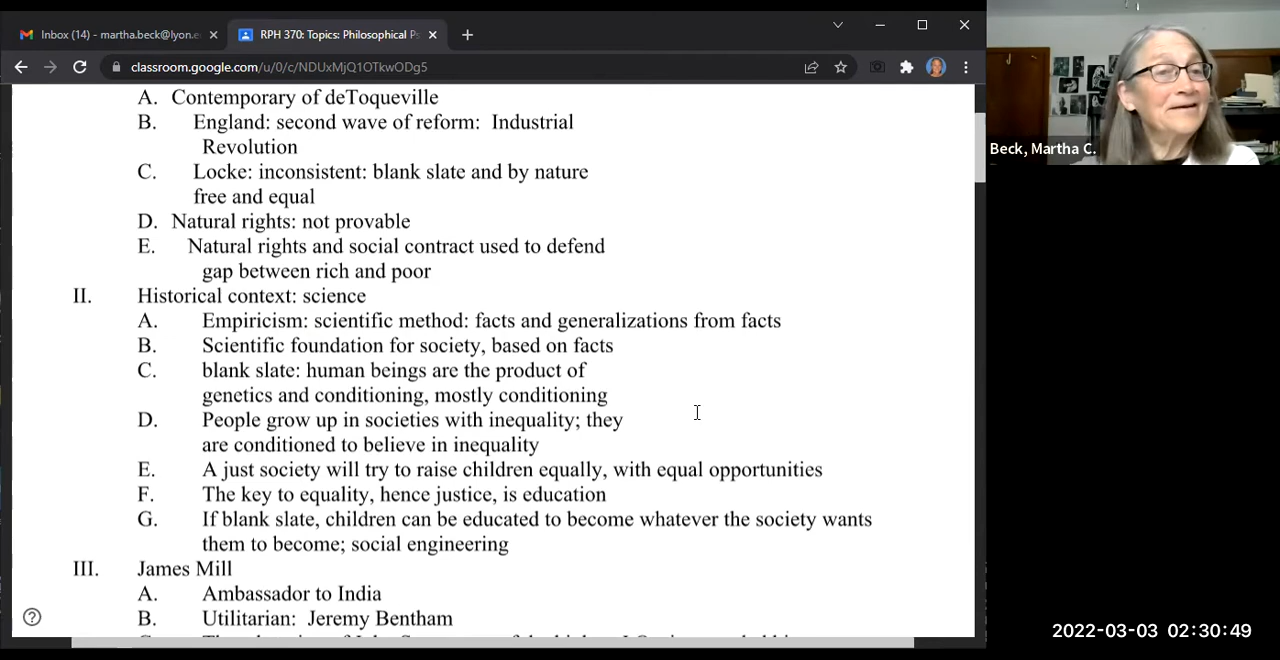 Inbox (14) - martha.beck@lyon.e
RPH 370: Topics: Philosophical P
classroom.google.com/u/0/c/NDUxMjQ1OTkwODg5
A. Contemporary of deToqueville
B. England: second wave of reform: Industrial
Revolution
C. Locke: inconsistent: blank slate and by nature
free and equal
D. Natural rights: not provable
E. Natural rights and social contract used to defend
gap between rich and poor
II. Historical context: science
A. Empiricism: scientific method: facts and generalizations from facts
B. Scientific foundation for society, based on facts
C. blank slate: human beings are the product of
genetics and conditioning, mostly conditioning
D. People grow up in societies with inequality; they
are conditioned to believe in inequality
E. A just society will try to raise children equally, with equal opportunities
F. The key to equality, hence justice, is education
G. If blank slate, children can be educated to become whatever the society wants
them to become; social engineering
III. James Mill
A. Ambassador to India
B. Utilitarian: Jeremy Bentham
Beck, Martha C.
2022-03-03 02:30:49